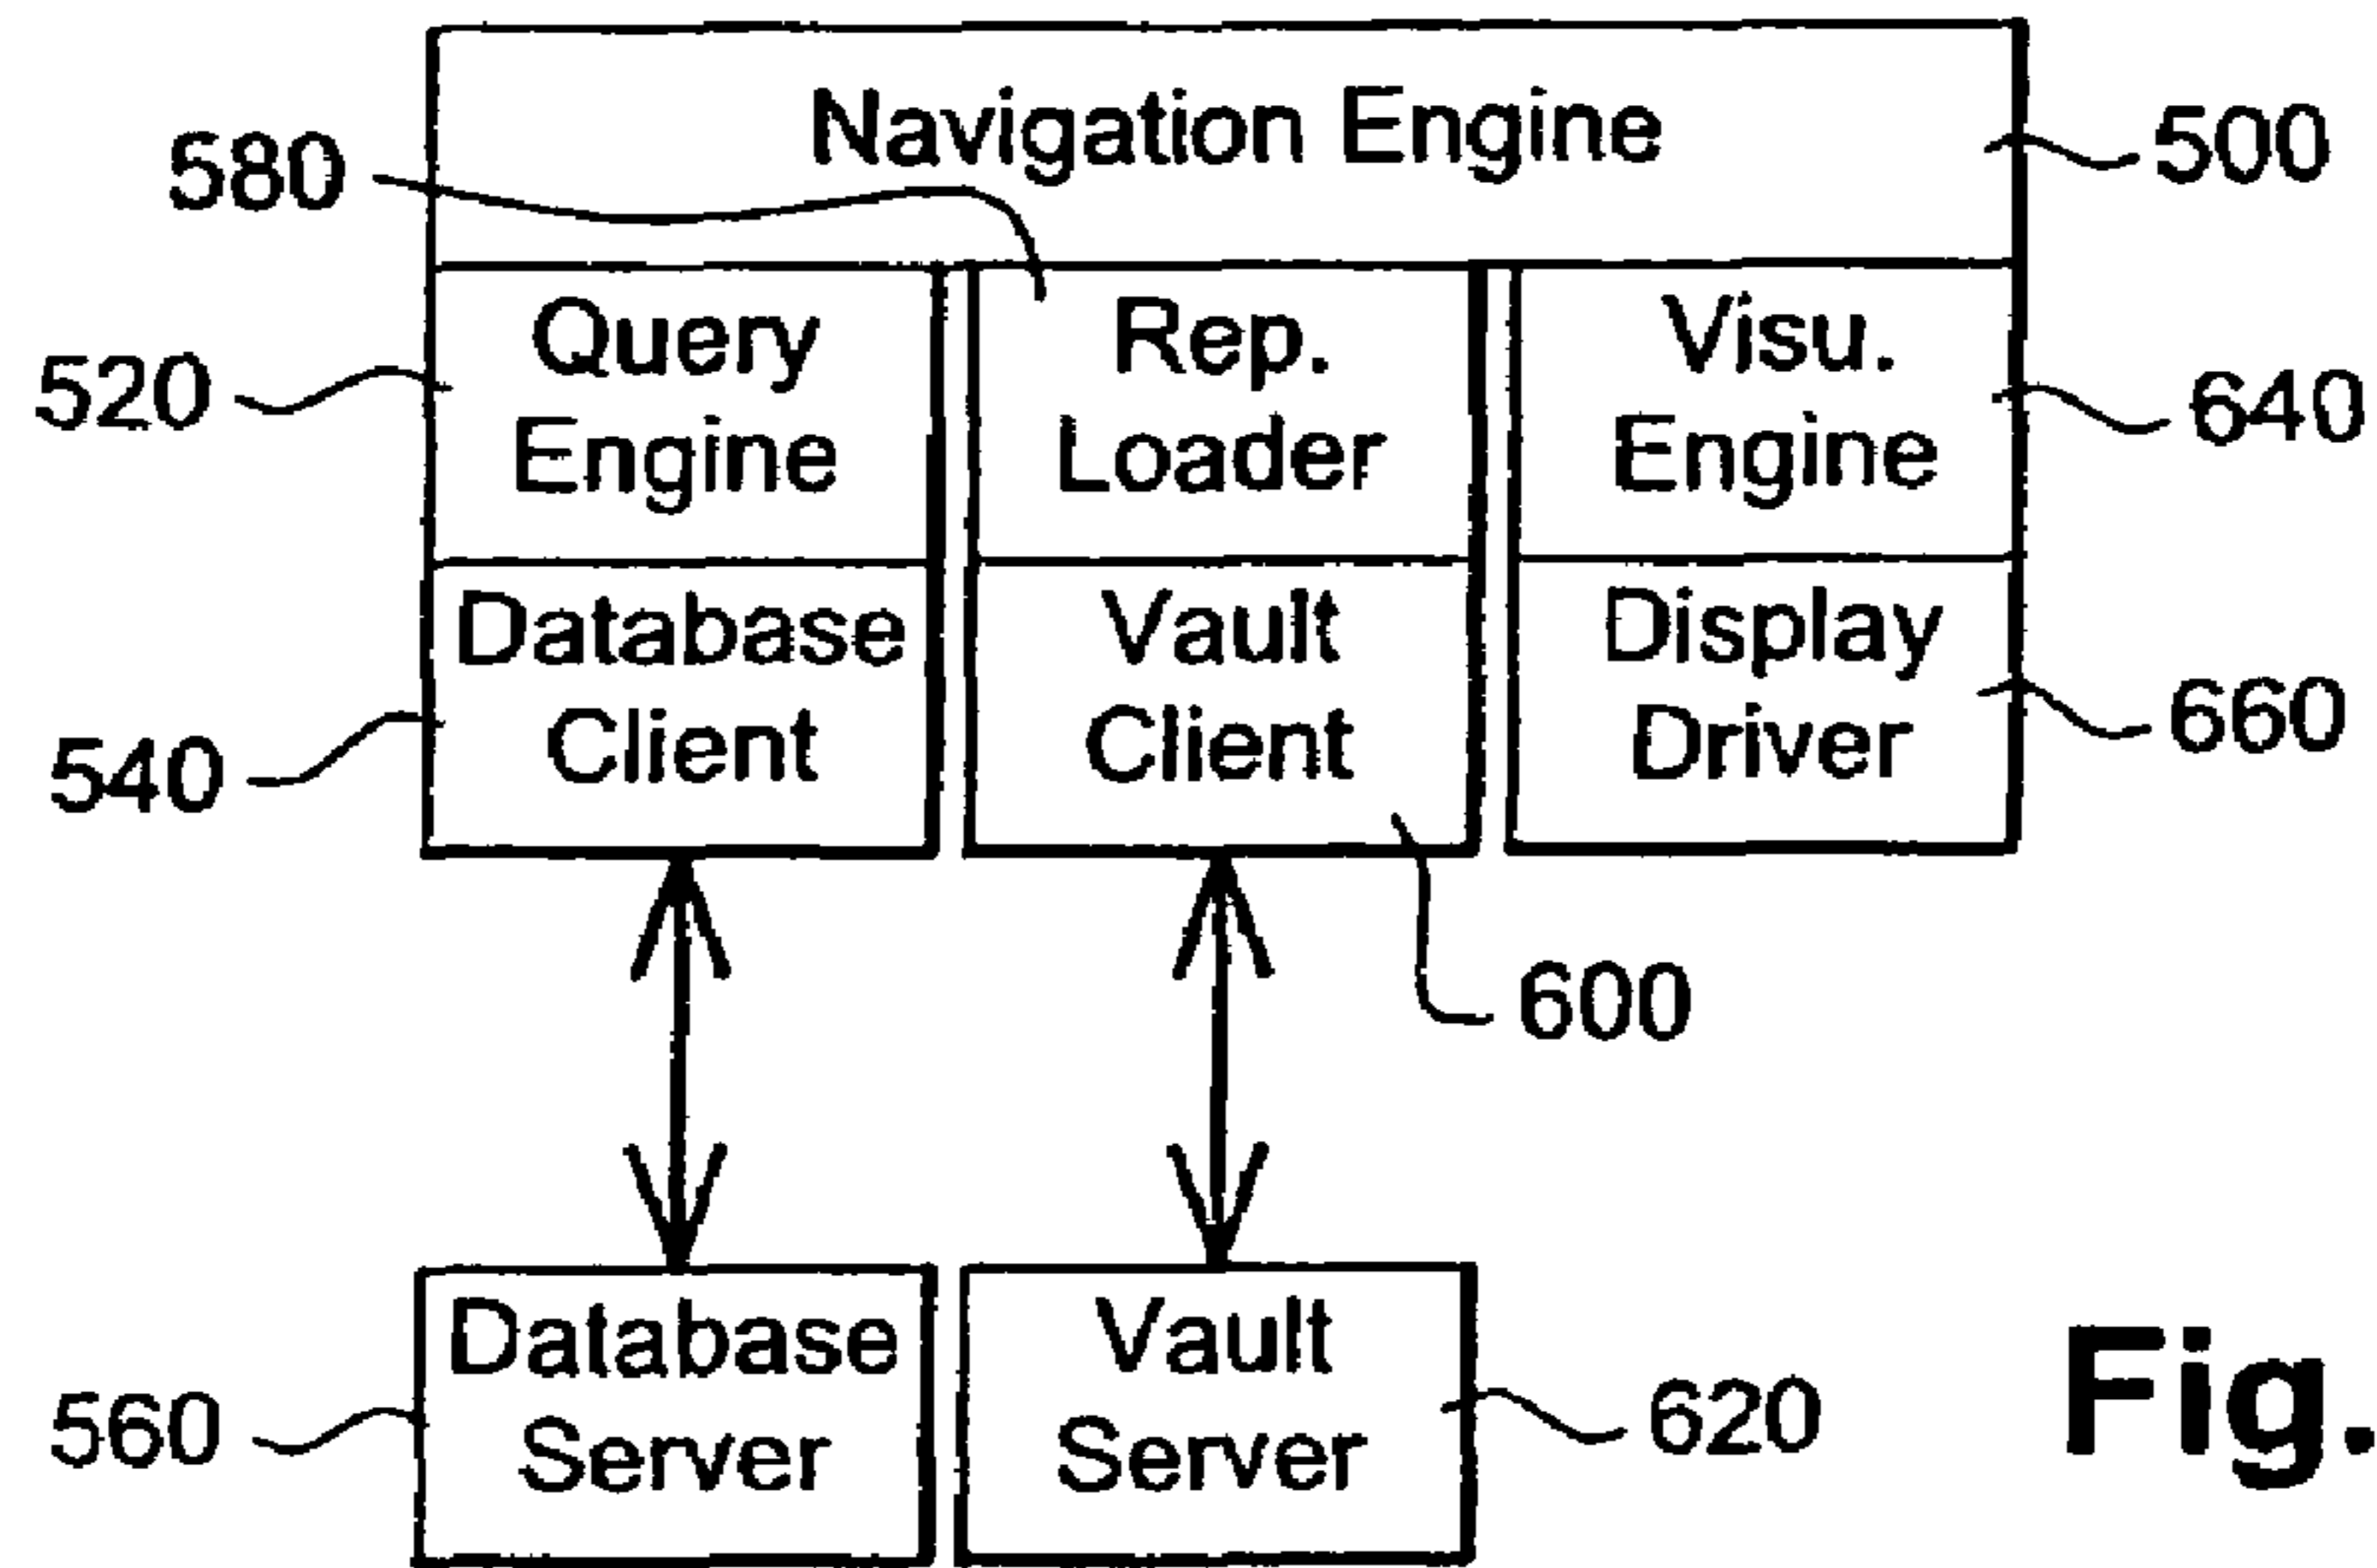 Navigation Engine
500
580
Query
Engine
520
Rep.
Loader
Visu.
Engine
640
Database
Client
540
Vault
Client
Display
Driver
660
600
Database
Server
560
Vault
Server
620
Fig.